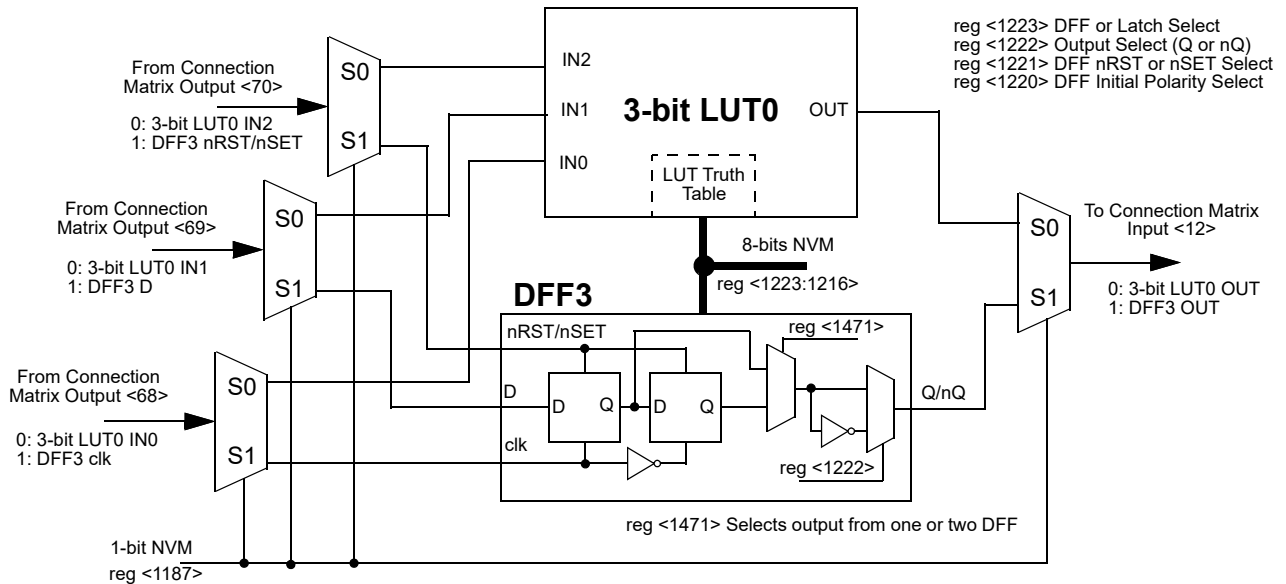 reg <1223> DFF or Latch Select
reg <1222> Output Select (Q or nQ)
reg <1221> DFF nRST or nSET Select
reg <1220> DFF Initial Polarity Select
From Connection
Matrix Output <70>
0: 3-bit LUT0 IN2
1: DFF3 nRST/nSET
S0
S1
IN2
IN1
IN0
3-bit LUT0
OUT
LUT Truth
Table
From Connection
Matrix Output <69>
0: 3-bit LUT0 IN1
1: DFF3 D
S0
S1
8-bits NVM
reg <1223:1216>
S0
S1
To Connection Matrix
Input <12>
0: 3-bit LUT0 OUT
1: DFF3 OUT
DFF3
nRST/nSET
reg <1471>
From Connection
Matrix Output <68>
0: 3-bit LUT0 IN0
1: DFF3 clk
S0
S1
D
D
Q
D
Q
Q/nQ
clk
reg <1222>
reg <1471> Selects output from one or two DFF
1-bit NVM
reg <1187>